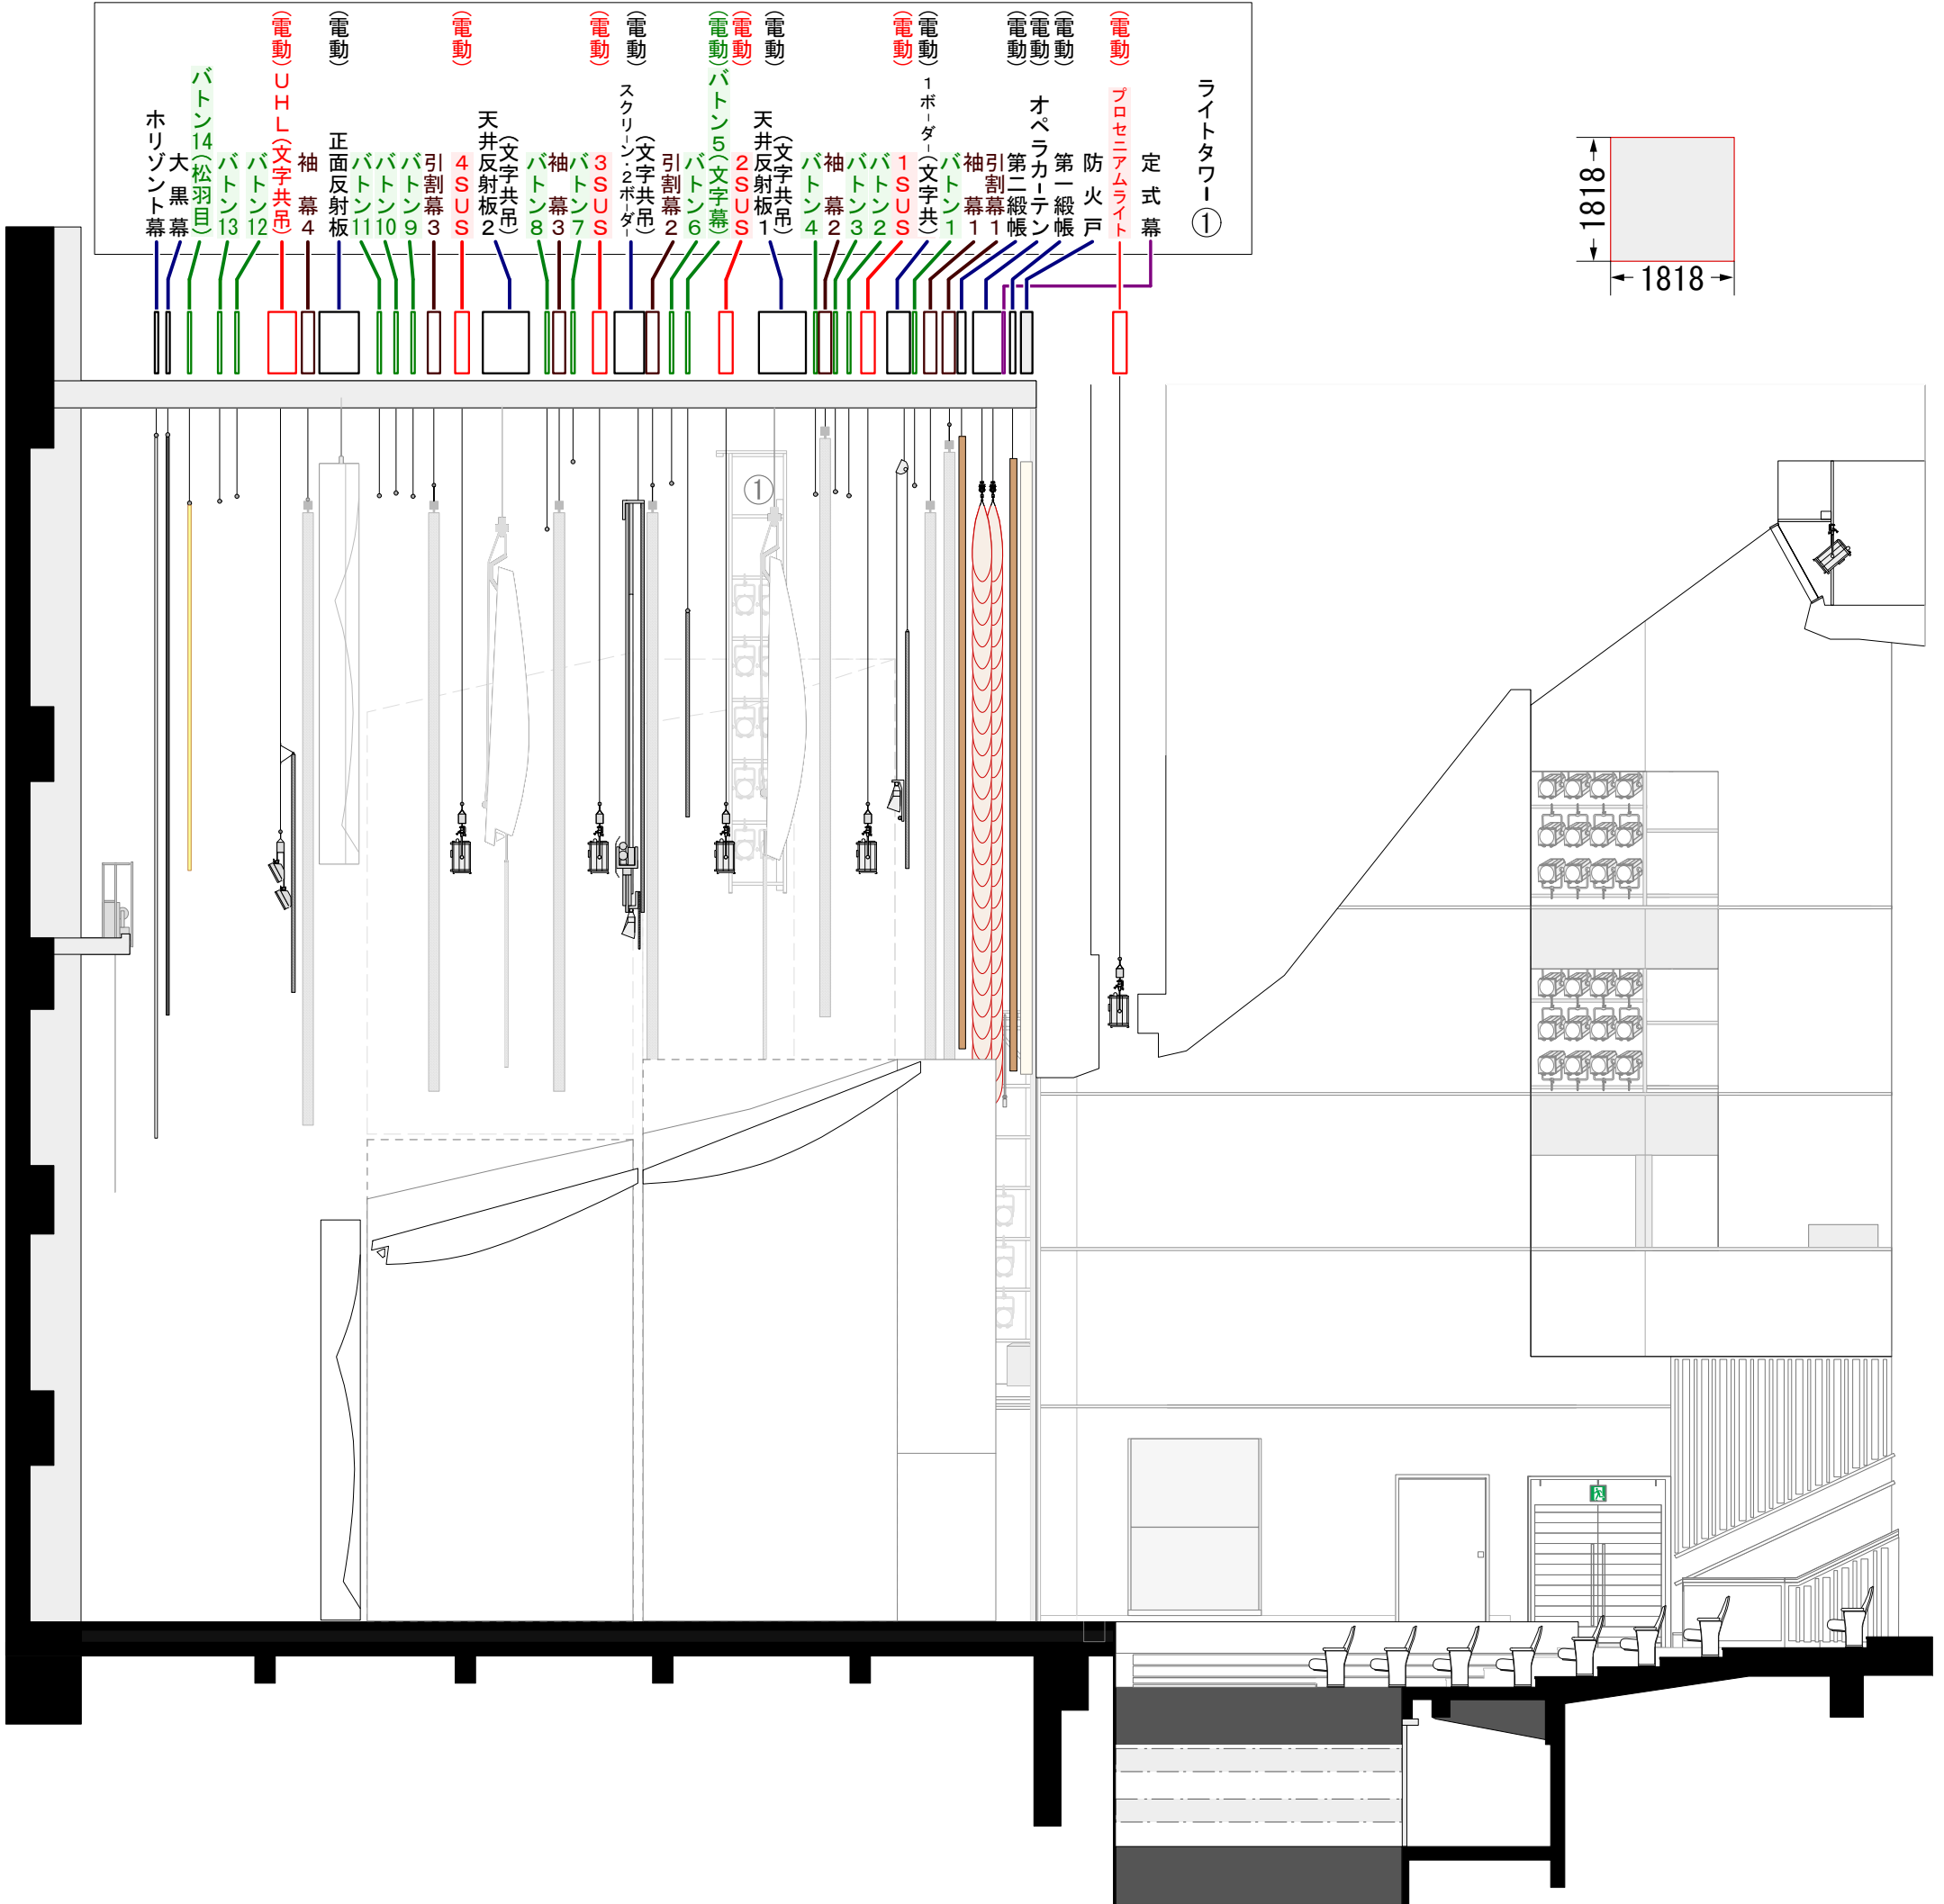 ライトタワー①
定式幕
(電動)プロセニアムライト
防火戸
(電動)第一緞帳
(電動)オペラカーテン
(電動)第二緞帳
引割幕1
袖幕1
バトン1
(電動)1ボーダー(文字共)
(電動)1SUS
バトン2
バトン3
袖幕2
バトン4
(電動)(文字共吊)
天井反射板1
(電動)2SUS
(電動)バトン5(文字幕)
バトン6
引割幕2
(電動)(文字共吊)
スクリーン・2ボーダー
(電動)3SUS
バトン7
袖幕3
バトン8
(文字共吊)
天井反射板2
(電動)4SUS
引割幕3
バトン9
バトン10
バトン11
(電動)正面反射板
袖幕4
(電動)UHL(文字共吊)
バトン12
バトン13
バトン14(松羽目)
大黒幕
ホリゾント幕
1818
1818
①